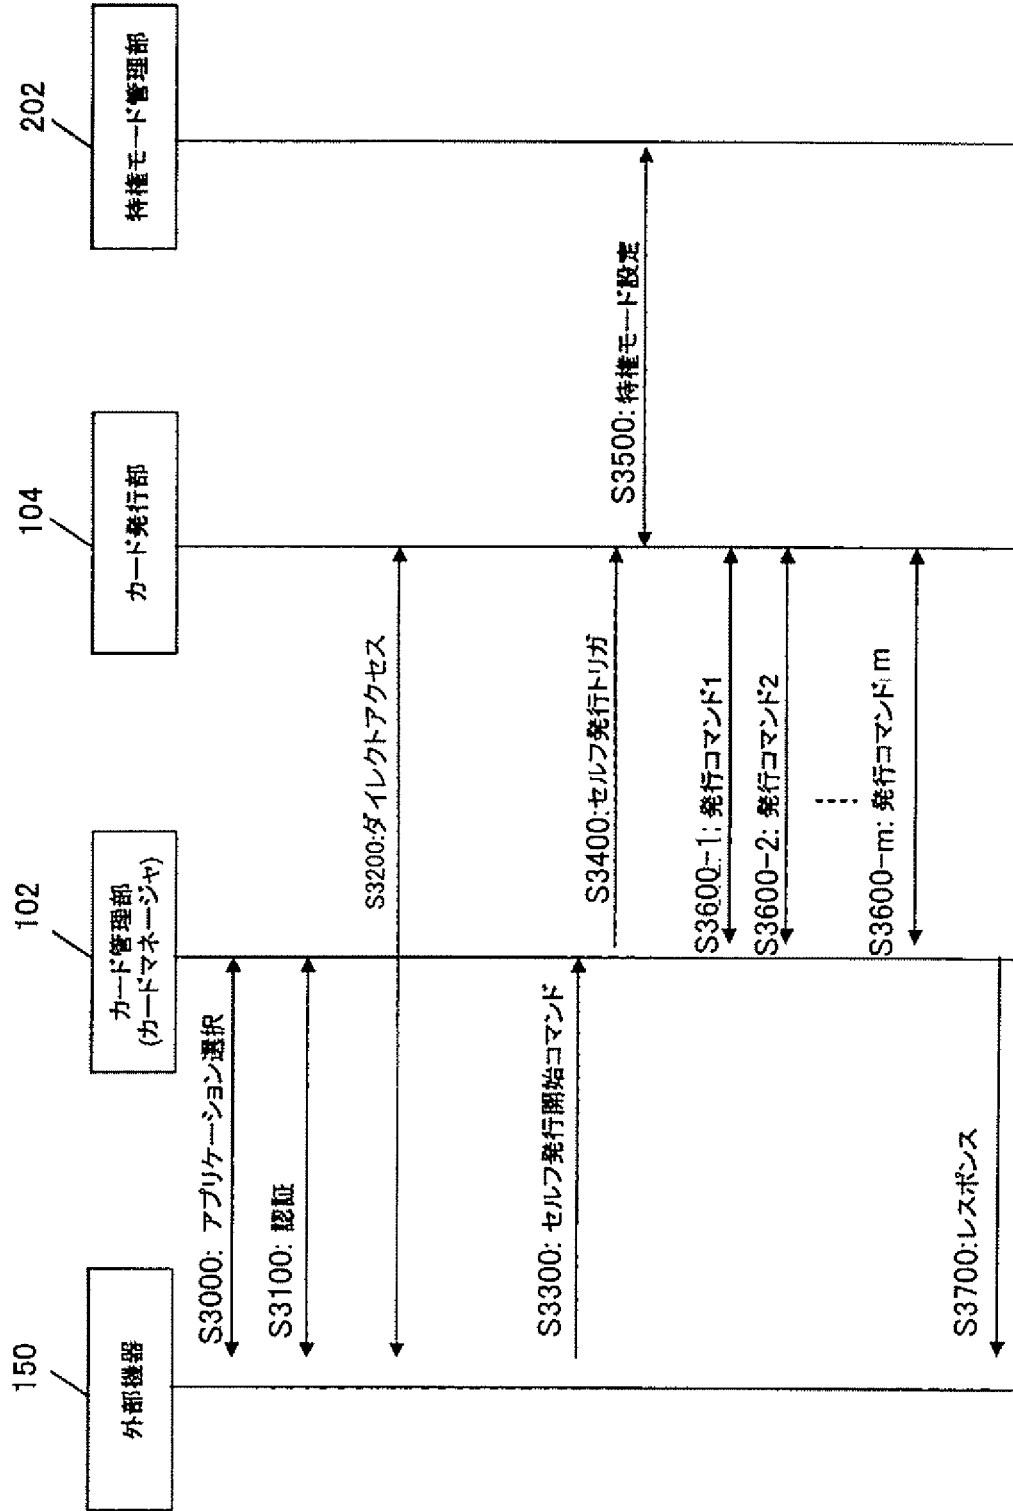 150
外部機器
102
カード管理部
(カードマネージャ)
104
カード発行部
202
特権モード管理部
S3000: アプリケーション選択
S3100: 認証
S3200:ダイレクトアクセス
S3300: セルフ発行開始コマンド
S3400:セルフ発行トリガ
S3500: 特権モード設定
S3600-1: 発行コマンド1
S3600-2: 発行コマンド2
S3600-m: 発行コマンド m
S3700:レスポンス